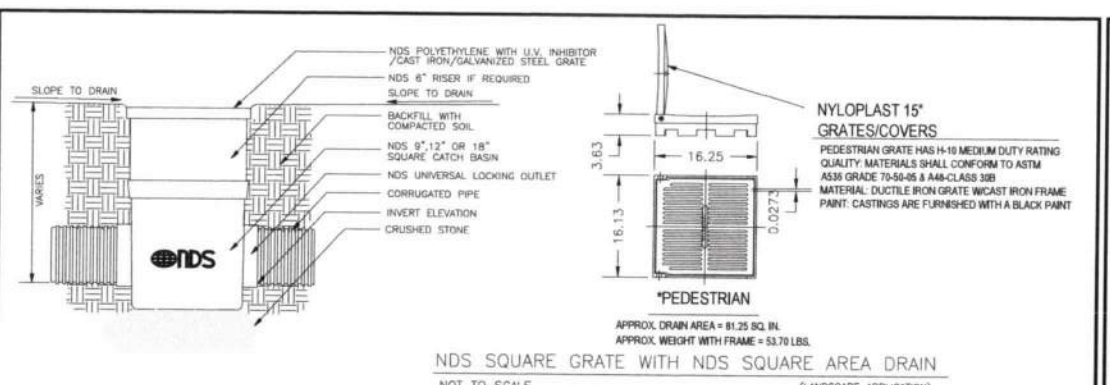 NDS POLYETHYLENE WITH U.V. INHIBITOR
/CAST IRON/GALVANIZED STEEL GRATE
NDS 6" RISER IF REQUIRED
SLOPE TO DRAIN
SLOPE TO DRAIN
BACKFILL WITH
COMPACTED SOIL
NDS 9",12" OR 18"
SQUARE CATCH BASIN
NDS UNIVERSAL LOCKING OUTLET
CORRUGATED PIPE
INVERT ELEVATION
CRUSHED STONE
VARIES
NDS
NYLOPLAST 15"
GRATES/COVERS
PEDESTRIAN GRATE HAS H-10 MEDIUM DUTY RATING
QUALITY: MATERIALS SHALL CONFORM TO ASTM
A536 GRADE 70-50-05 & A48-CLASS 30B
MATERIAL: DUCTILE IRON GRATE W/CAST IRON FRAME
PAINT: CASTINGS ARE FURNISHED WITH A BLACK PAINT
3.63
16.25
16.13
0.0273
*PEDESTRIAN
APPROX. DRAIN AREA = 81.25 SQ. IN.
APPROX. WEIGHT WITH FRAME = 53.70 LBS.
NDS SQUARE GRATE WITH NDS SQUARE AREA DRAIN
NOT TO SCALE
(LANDSCAPE APPLICATION)